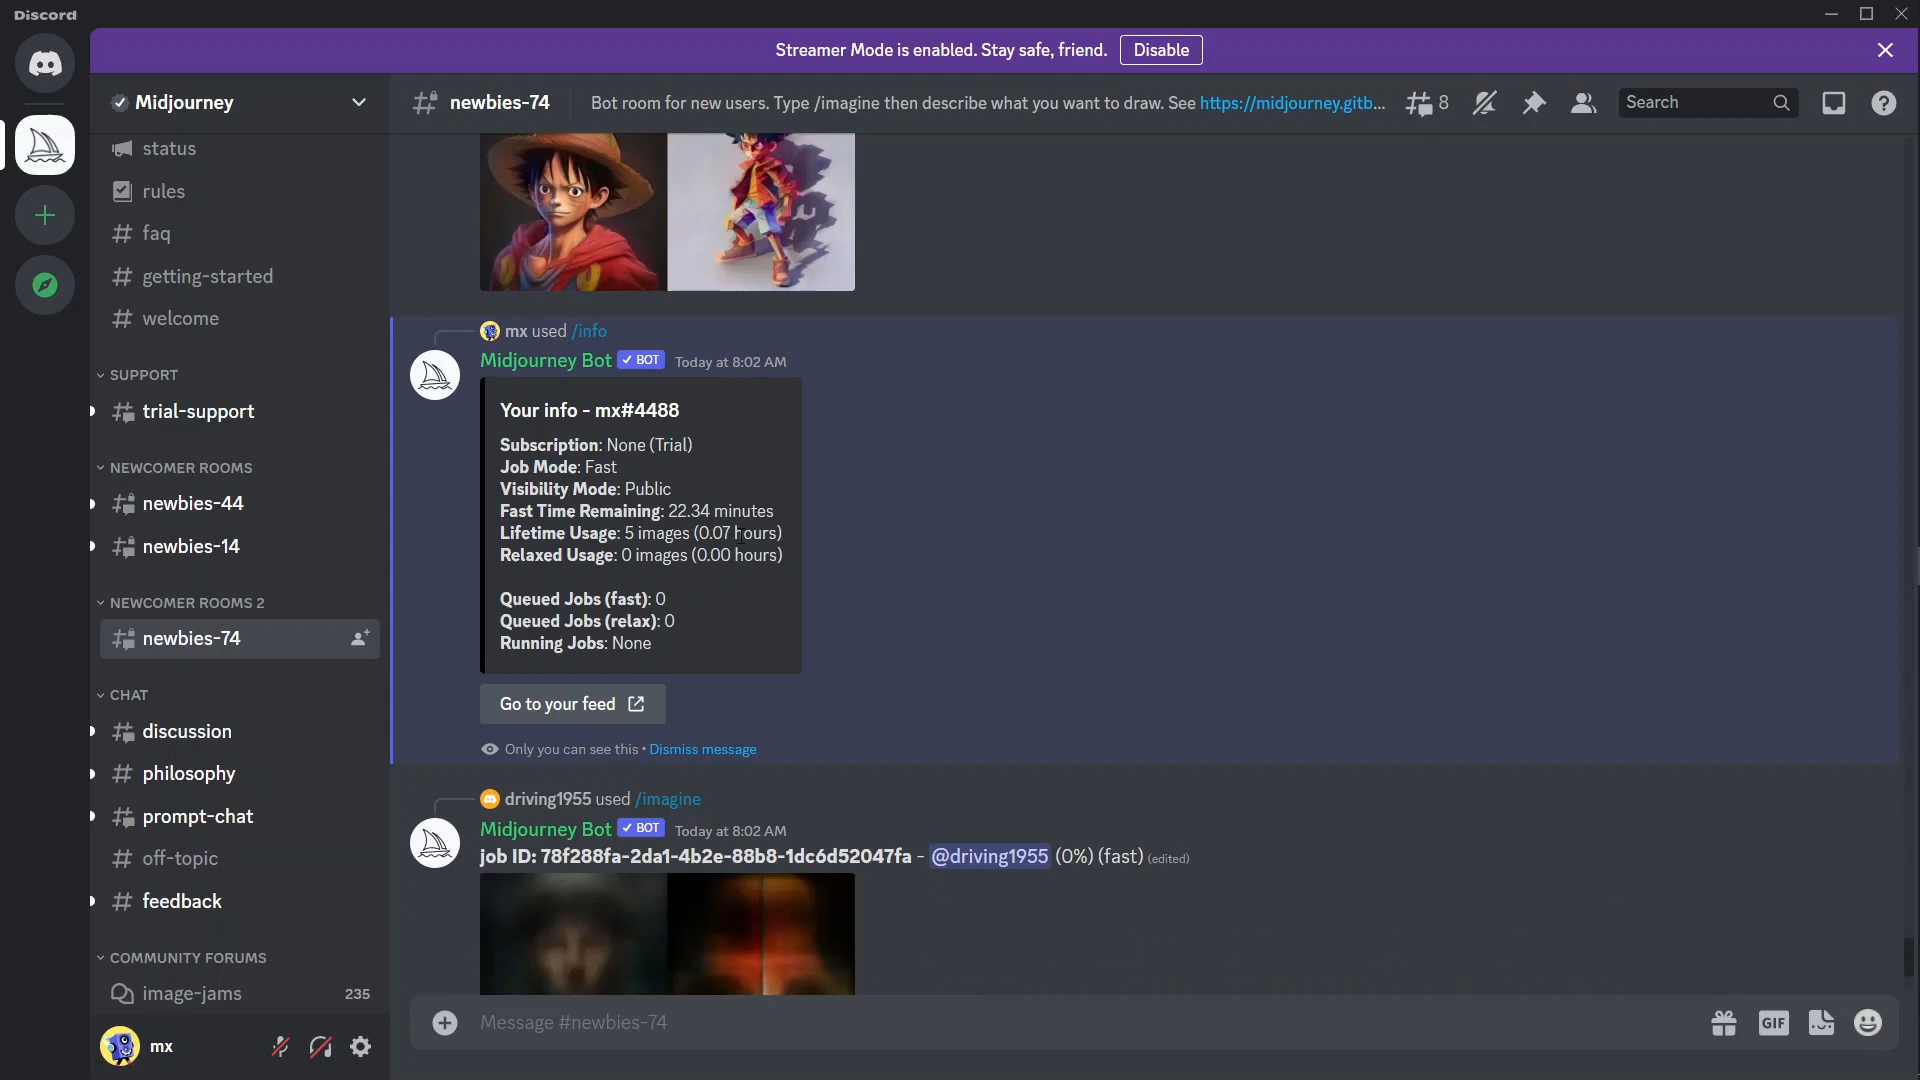 Discord
Streamer Mode is enabled. Stay safe, friend. Disable
Midjourney
newbies-74
Bot room for new users. Type /imagine then describe what you want to draw. See https://midjourney.gitb...
8
Search
status
rules
faq
getting-started
welcome
SUPPORT
trial-support
NEWCOMER ROOMS
newbies-44
newbies-14
NEWCOMER ROOMS 2
newbies-74
CHAT
discussion
philosophy
prompt-chat
off-topic
feedback
COMMUNITY FORUMS
image-jams 235
mx
mx used /info
Midjourney Bot ✓ BOT Today at 8:02 AM
Your info - mx#4488
Subscription: None (Trial)
Job Mode: Fast
Visibility Mode: Public
Fast Time Remaining: 22.34 minutes
Lifetime Usage: 5 images (0.07 hours)
Relaxed Usage: 0 images (0.00 hours)
Queued Jobs (fast): 0
Queued Jobs (relax): 0
Running Jobs: None
Go to your feed
Only you can see this • Dismiss message
driving1955 used /imagine
Midjourney Bot ✓ BOT Today at 8:02 AM
job ID: 78f288fa-2da1-4b2e-88b8-1dc6d52047fa - @driving1955 (0%) (fast) (edited)
Message #newbies-74
GIF